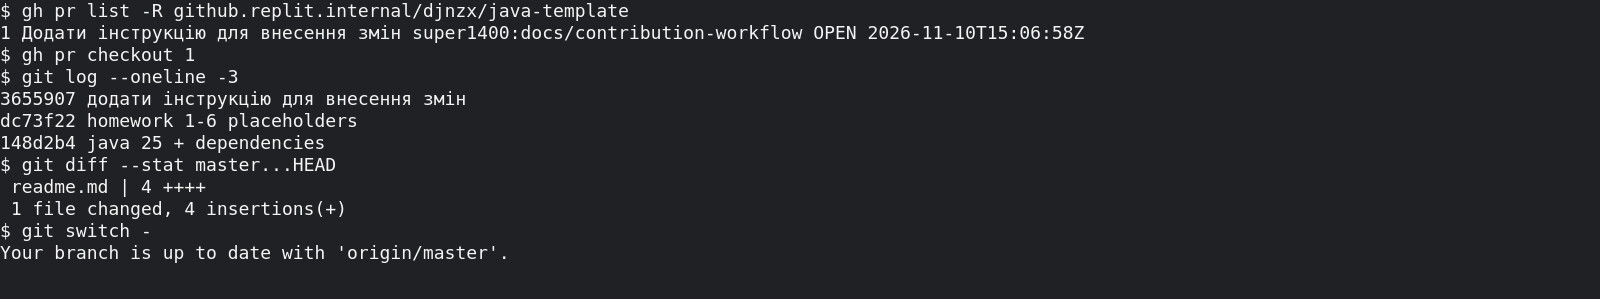 $ gh pr list -R github.replit.internal/djnzx/java-template
1 Додати інструкцію для внесення змін super1400:docs/contribution-workflow OPEN 2026-11-10T15:06:58Z
$ gh pr checkout 1
$ git log --oneline -3
3655907 додати інструкцію для внесення змін
dc73f22 homework 1-6 placeholders
148d2b4 java 25 + dependencies
$ git diff --stat master...HEAD
 readme.md | 4 ++++
 1 file changed, 4 insertions(+)
$ git switch -
Your branch is up to date with 'origin/master'.